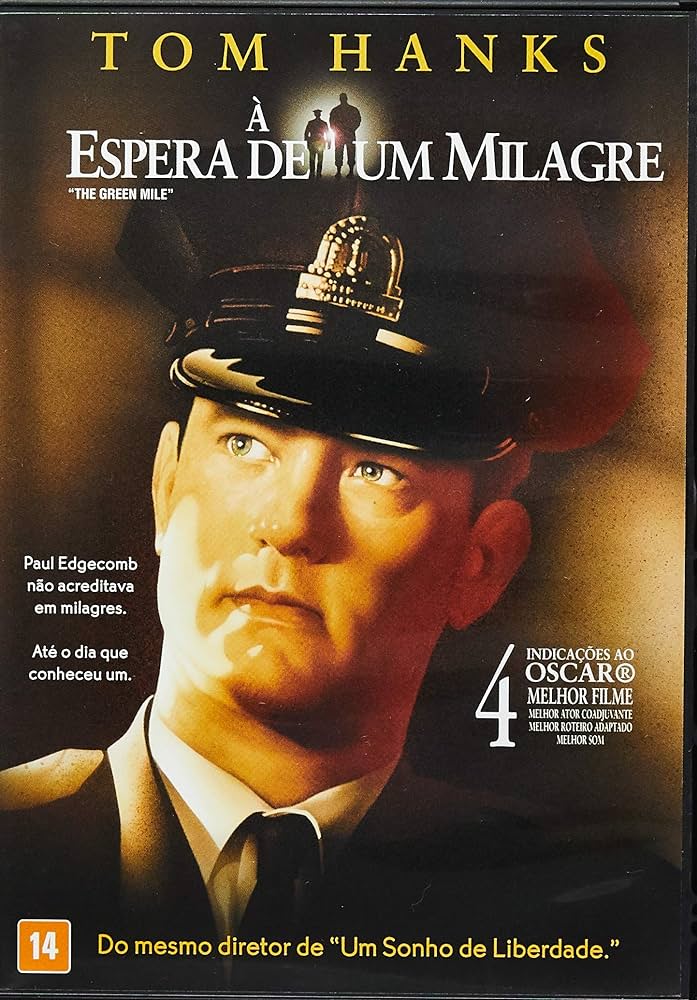 TOM HANKS
À
ESPERA DE UM MILAGRE
"THE GREEN MILE"
Paul Edgecomb
não acreditava
em milagres.
Até o dia que
conheceu um.
4
INDICAÇÕES AO
OSCAR®
MELHOR FILME
MELHOR ATOR COADJUVANTE
MELHOR ROTEIRO ADAPTADO
MELHOR SOM
14
Do mesmo diretor de “Um Sonho de Liberdade.”